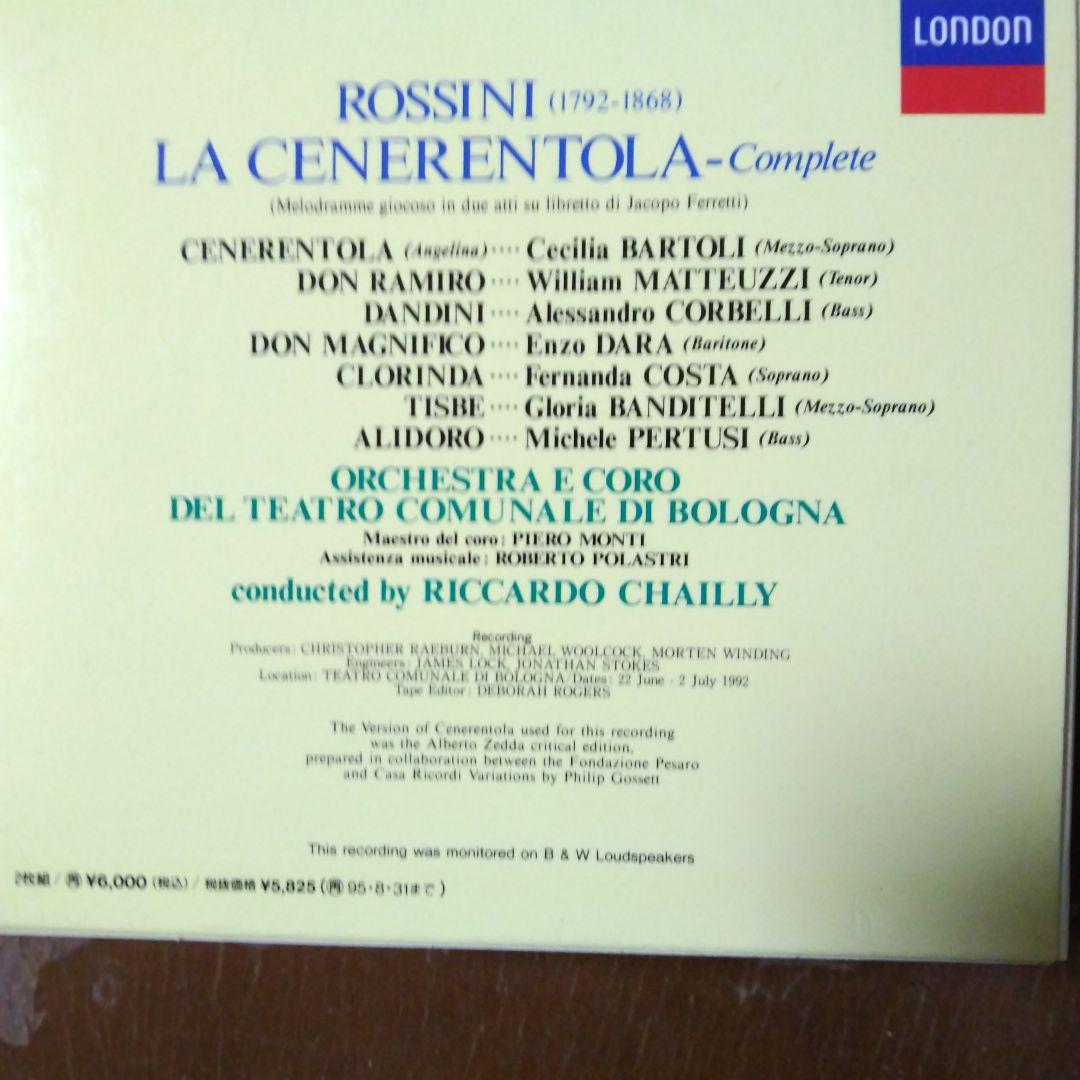 LONDON
ROSSINI (1792-1868)
LA CENERENTOLA-Complete
(Melodramme giocoso in due atti su libretto di Jacopo Ferretti)
CENERENTOLA (Angelina)···· Cecilia BARTOLI (Mezzo-Soprano)
DON RAMIRO···· William MATTEUZZI (Tenor)
DANDINI···· Alessandro CORBELLI (Bass)
DON MAGNIFICO···· Enzo DARA (Baritone)
CLORINDA···· Fernanda COSTA (Soprano)
TISBE···· Gloria BANDITELLI (Mezzo-Soprano)
ALIDORO···· Michele PERTUSI (Bass)
ORCHESTRA E CORO
DEL TEATRO COMUNALE DI BOLOGNA
Maestro del coro: PIERO MONTI
Assistenza musicale: ROBERTO POLASTRI
conducted by RICCARDO CHAILLY
Recording
Producers: CHRISTOPHER RAEBURN, MICHAEL WOOLCOCK, MORTEN WINDING
Engineers: JAMES LOCK, JONATHAN STOKES
Location: TEATRO COMUNALE DI BOLOGNA/Dates: 22 June - 2 July 1992
Tape Editor: DEBORAH ROGERS
The Version of Cenerentola used for this recording
was the Alberto Zedda critical edition,
prepared in collaboration between the Fondazione Pesaro
and Casa Ricordi Variations by Philip Gossett
This recording was monitored on B & W Loudspeakers
2枚組/㊢¥6,000(税込)/税抜価格¥5,825(㊢95·8·31まで)